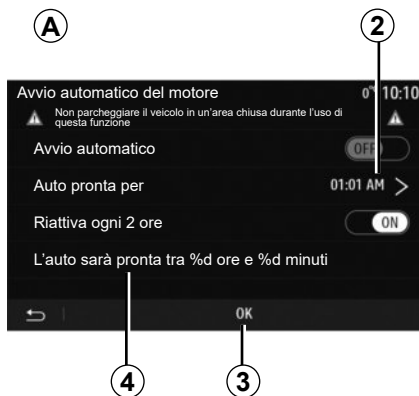 A
2
Avvio automatico del motore 0° 10:10
Non parcheggiare il veicolo in un'area chiusa durante l'uso di
questa funzione
Avvio automatico OFF
Auto pronta per 01:01 AM >
Riattiva ogni 2 ore ON
L'auto sarà pronta tra %d ore e %d minuti
OK
4
3